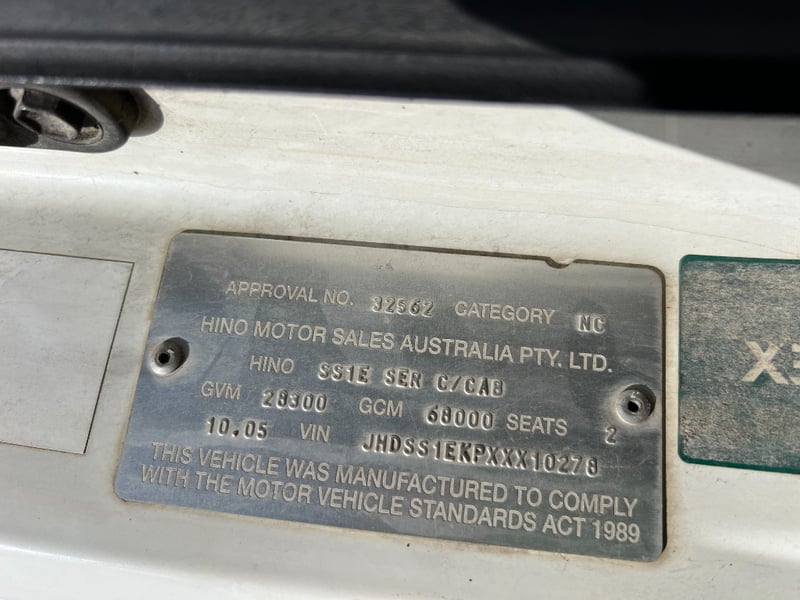 APPROVAL NO. 32562 CATEGORY NC
HINO MOTOR SALES AUSTRALIA PTY. LTD.
HINO SS1E SER C/CAB
GVM 28300 GCM 68000 SEATS 2
10.05 VIN JHDSS1EKPXXX10278
THIS VEHICLE WAS MANUFACTURED TO COMPLY
WITH THE MOTOR VEHICLE STANDARDS ACT 1989